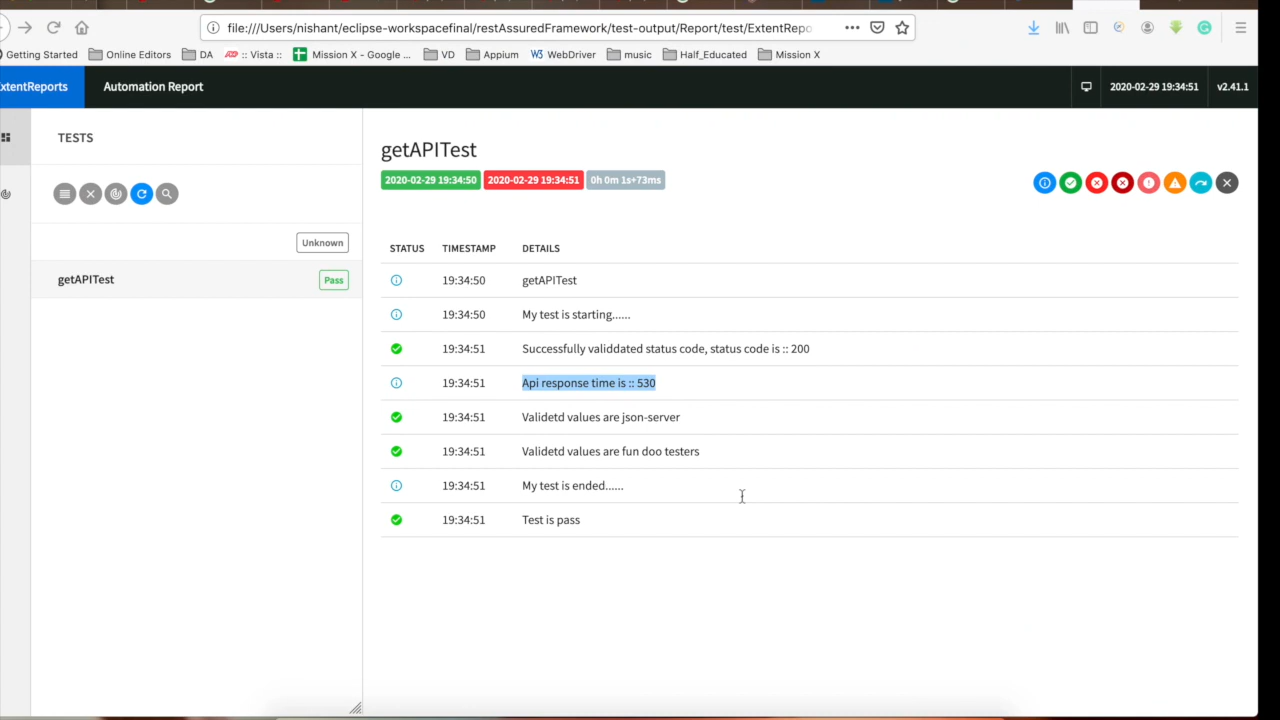 file:///Users/nishant/eclipse-workspacefinal/restAssuredFramework/test-output/Report/test/ExtentRepo
Getting Started Online Editors DA :: Vista :: Mission X - Google ... VD Appium W3 WebDriver music Half_Educated Mission X
xtentReports Automation Report 2020-02-29 19:34:51 v2.41.1
TESTS
getAPITest
2020-02-29 19:34:50 2020-02-29 19:34:51 0h 0m 1s+73ms
Unknown
getAPITest Pass
STATUS TIMESTAMP DETAILS
19:34:50 getAPITest
19:34:50 My test is starting......
19:34:51 Successfully validdated status code, status code is :: 200
19:34:51 Api response time is :: 530
19:34:51 Validetd values are json-server
19:34:51 Validetd values are fun doo testers
19:34:51 My test is ended......
19:34:51 Test is pass